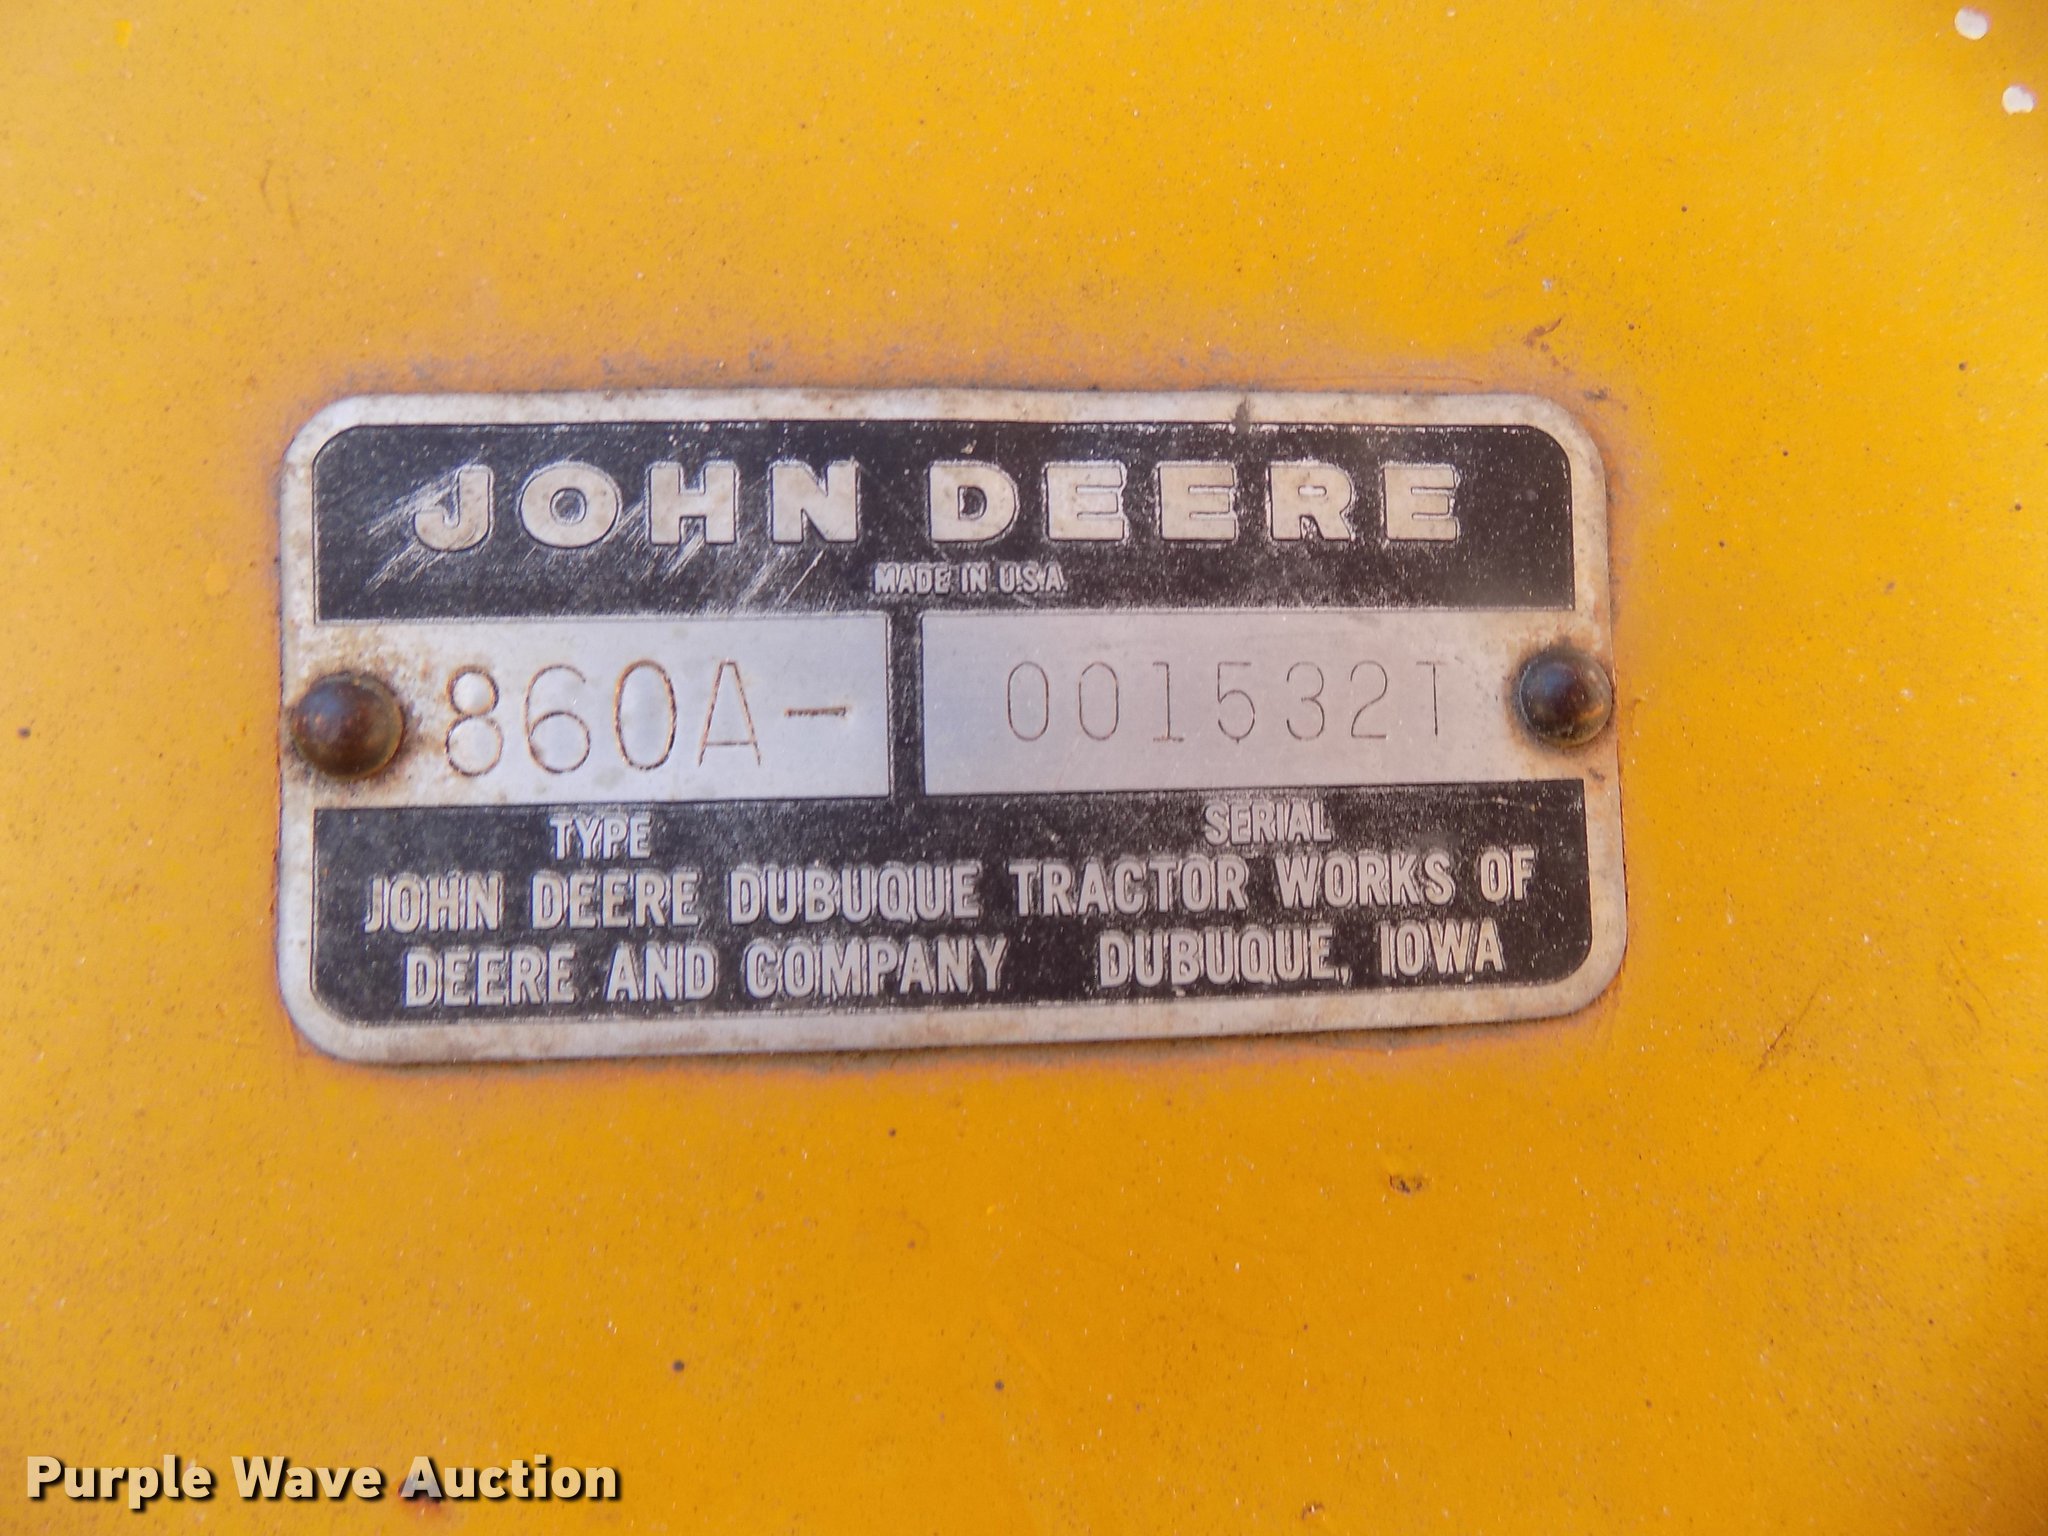 JOHN DEERE
MADE IN U.S.A.
860A- 001532T
TYPE SERIAL
JOHN DEERE DUBUQUE TRACTOR WORKS OF
DEERE AND COMPANY DUBUQUE, IOWA
Purple Wave Auction